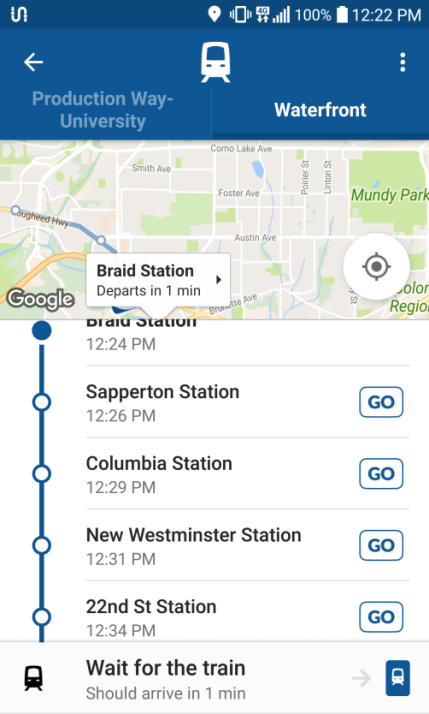 4G
100%
12:22 PM
Production Way-
University
Waterfront
Como Lake Ave
Smith Ave
Poirier St
Linton St
Foster Ave
Mundy Park
Lougheed Hwy
Austin Ave
Braid Station
Departs in 1 min
Google
Brunette Ave
Colon
Regio
Braid Station
12:24 PM
Sapperton Station
12:26 PM
GO
Columbia Station
12:29 PM
GO
New Westminster Station
12:31 PM
GO
22nd St Station
12:34 PM
GO
Wait for the train
Should arrive in 1 min